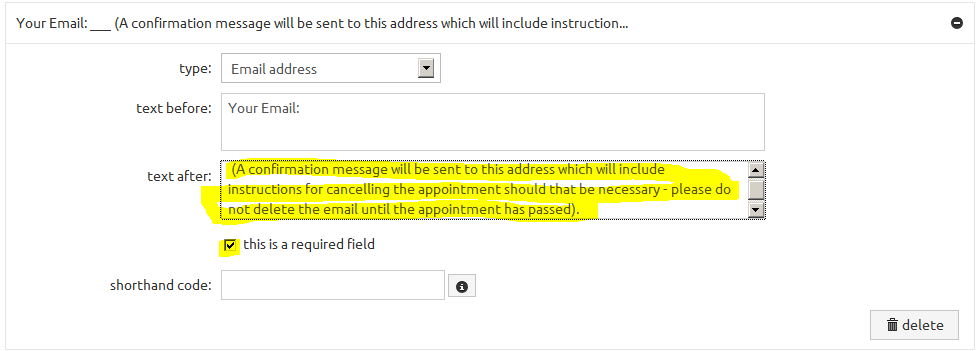 Your Email: ___ (A confirmation message will be sent to this address which will include instruction...
type: Email address
text before: Your Email:
text after: (A confirmation message will be sent to this address which will include
instructions for cancelling the appointment should that be necessary - please do
not delete the email until the appointment has passed).
this is a required field
shorthand code:
delete